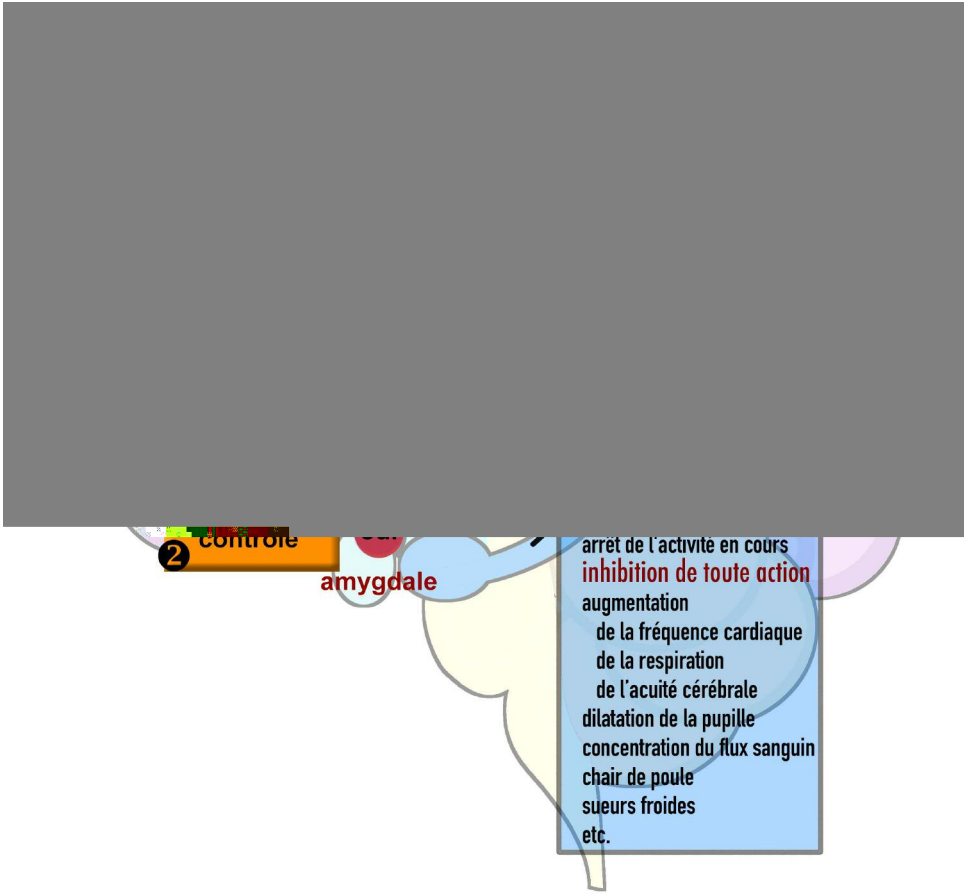 2
contrôle
amygdale
arrêt de l'activité en cours
inhibition de toute action
augmentation
de la fréquence cardiaque
de la respiration
de l'acuité cérébrale
dilatation de la pupille
concentration du flux sanguin
chair de poule
sueurs froides
etc.